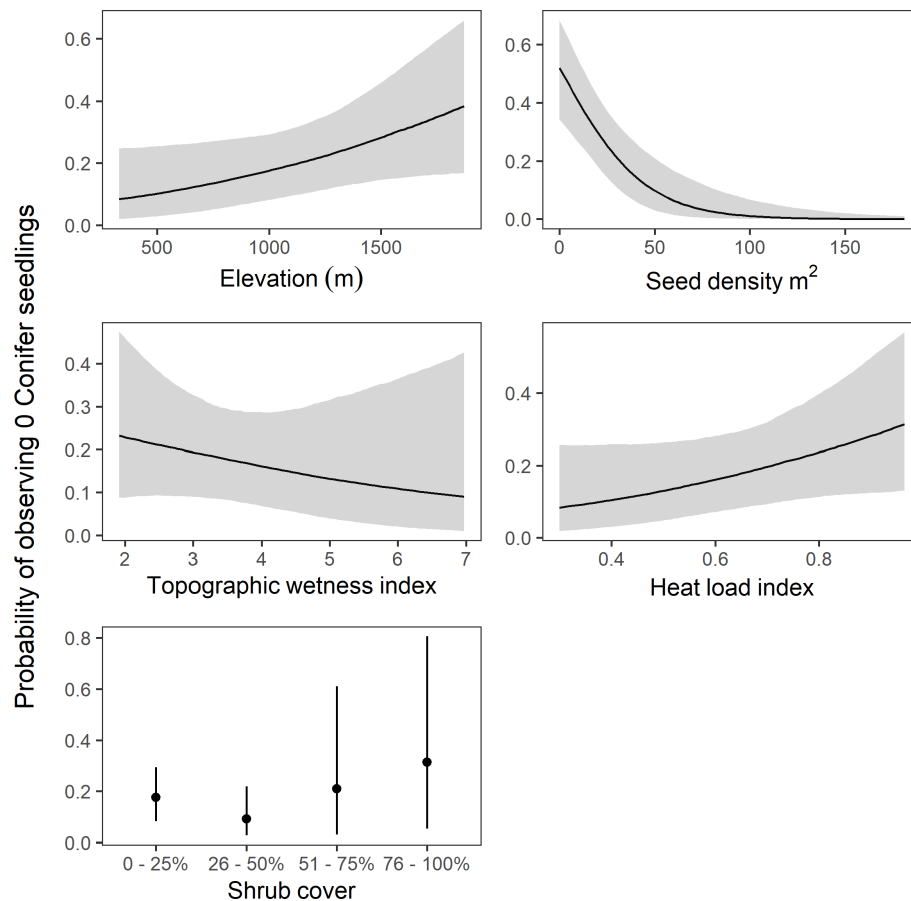 Probability of observing 0 Conifer seedlings
0.6
0.4
0.2
0.0
500 1000 1500
Elevation (m)
0.6
0.4
0.2
0.0
0 50 100 150
Seed density m²
0.4
0.3
0.2
0.1
0.0
2 3 4 5 6 7
Topographic wetness index
0.4
0.2
0.0
0.4 0.6 0.8
Heat load index
0.8
0.6
0.4
0.2
0.0
0 - 25% 26 - 50% 51 - 75% 76 - 100%
Shrub cover